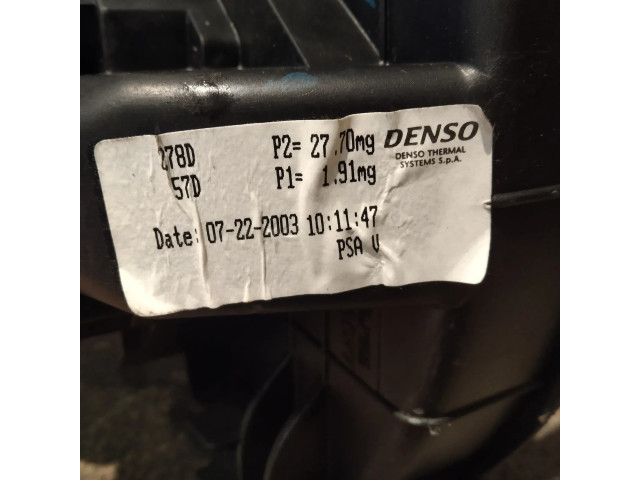 278D P2= 27.70mg DENSO
DENSO THERMAL
SYSTEMS S.p.A.
57D P1= 1.91mg
Date: 07-22-2003 10:11:47
PSA V